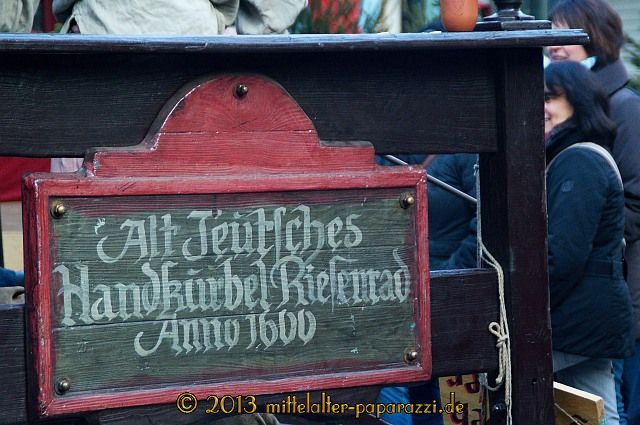 Alt Teutsches
Handkurbel Riesenrad
Anno 1600
© 2013 mittelalter-paparazzi.de